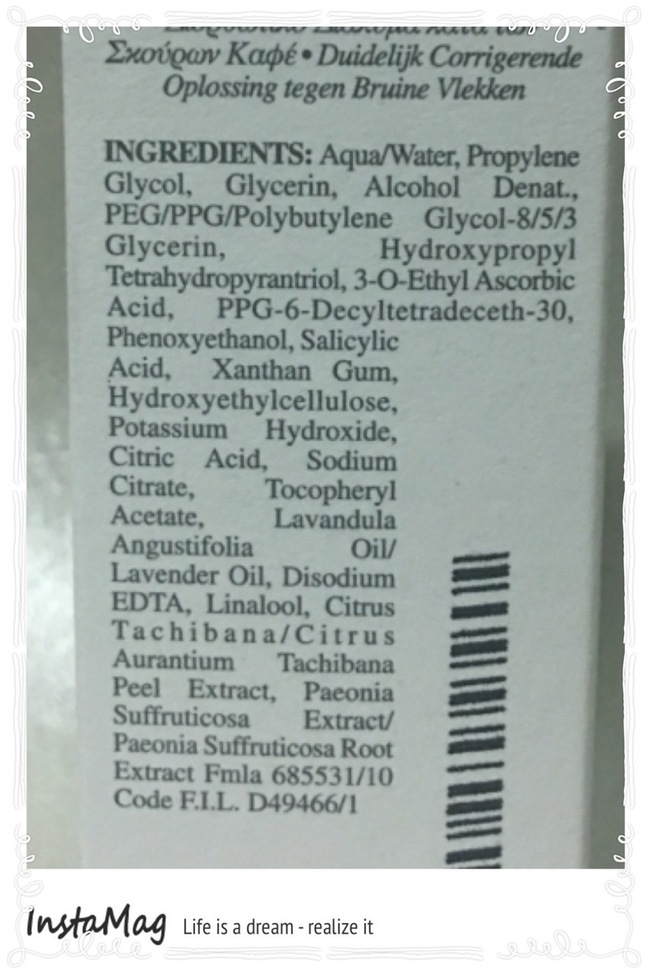 Σκούρων Καφέ • Duidelijk Corrigerende
Oplossing tegen Bruine Vlekken
INGREDIENTS: Aqua/Water, Propylene
Glycol, Glycerin, Alcohol Denat.,
PEG/PPG/Polybutylene Glycol-8/5/3
Glycerin, Hydroxypropyl
Tetrahydropyrantriol, 3-O-Ethyl Ascorbic
Acid, PPG-6-Decyltetradeceth-30,
Phenoxyethanol, Salicylic
Acid, Xanthan Gum,
Hydroxyethylcellulose,
Potassium Hydroxide,
Citric Acid, Sodium
Citrate, Tocopheryl
Acetate, Lavandula
Angustifolia Oil/
Lavender Oil, Disodium
EDTA, Linalool, Citrus
Tachibana/Citrus
Aurantium Tachibana
Peel Extract, Paeonia
Suffruticosa Extract/
Paeonia Suffruticosa Root
Extract Fmla 685531/10
Code F.I.L. D49466/1
InstaMag Life is a dream - realize it